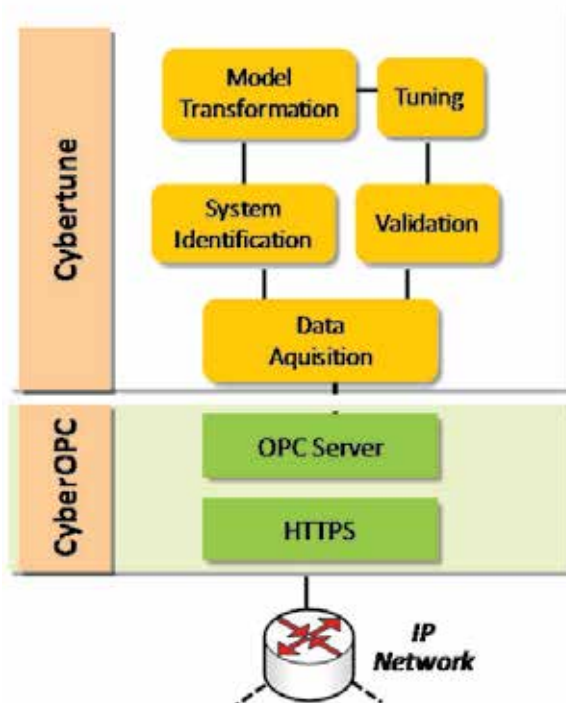 Cybertune
Model
Transformation
Tuning
System
Identification
Validation
Data
Aquisition
CyberOPC
OPC Server
HTTPS
IP
Network